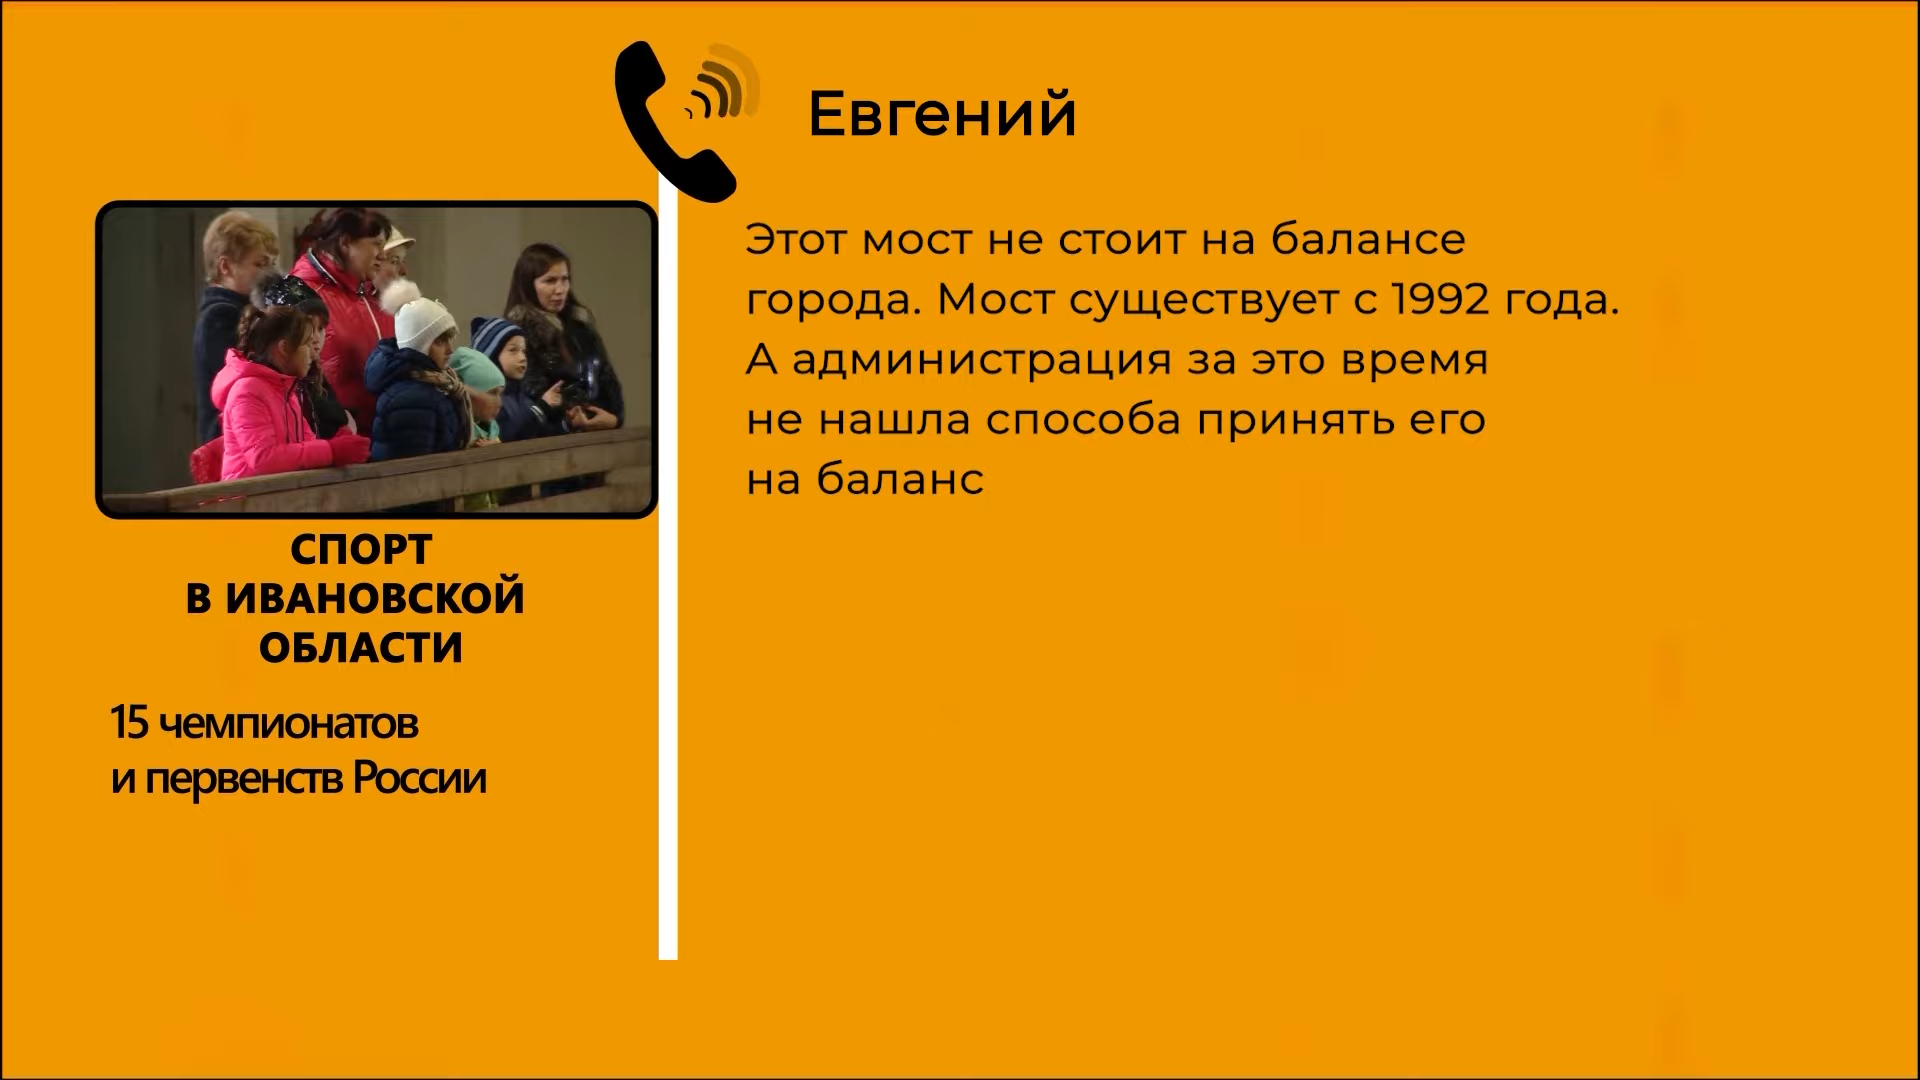 Евгений
Этот мост не стоит на балансе
города. Мост существует с 1992 года.
А администрация за это время
не нашла способа принять его
на баланс
СПОРТ
В ИВАНОВСКОЙ
ОБЛАСТИ
15 чемпионатов
и первенств России